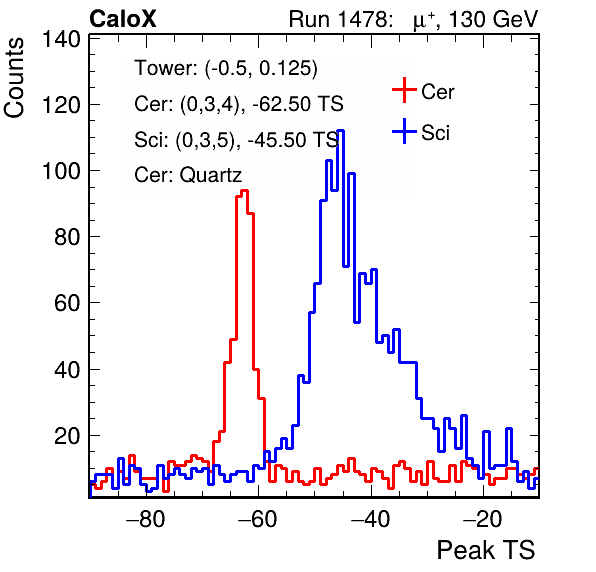 CaloX Run 1478: μ⁺, 130 GeV
Counts
140
120
100
80
60
40
20
Tower: (-0.5, 0.125)
Cer: (0,3,4), -62.50 TS
Sci: (0,3,5), -45.50 TS
Cer: Quartz
Cer
Sci
−80 −60 −40 −20
Peak TS